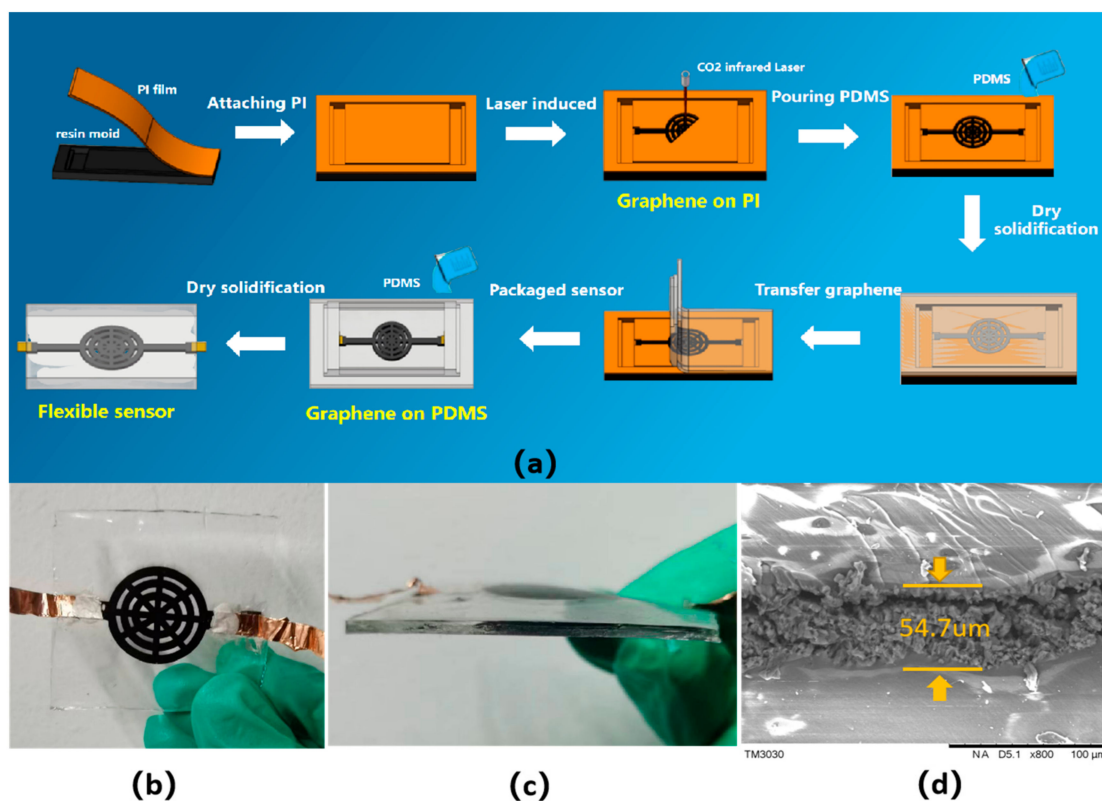 PI film
resin moid
Attaching PI
Laser induced
CO2 infrared Laser
Graphene on PI
Pouring PDMS
PDMS
Dry
solidification
Transfer graphene
Packaged sensor
PDMS
Graphene on PDMS
Dry solidification
Flexible sensor
(a)
54.7um
TM3030
NA D5.1 x800 100 µm
(b)
(c)
(d)